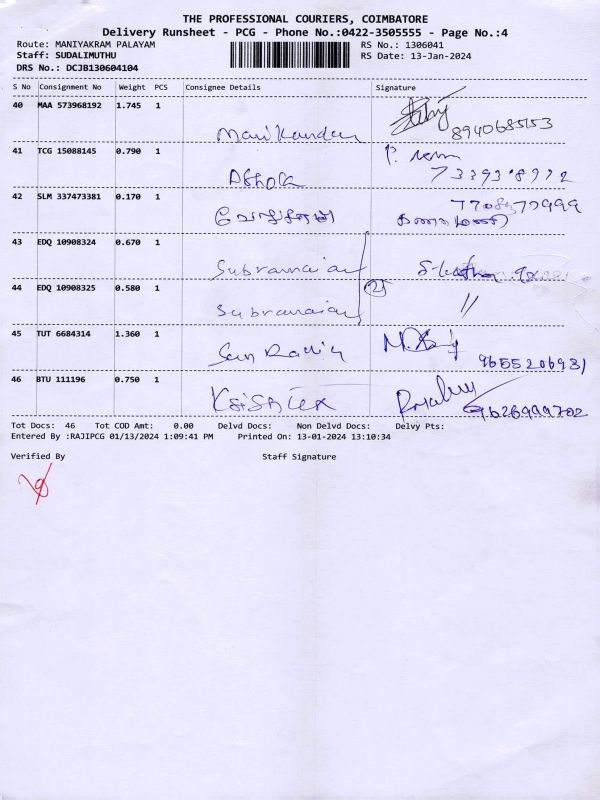 THE PROFESSIONAL COURIERS, COIMBATORE
Delivery Runsheet - PCG - Phone No.:0422-3505555 - Page No.:4
Route: MANIYAKRAM PALAYAM RS No.: 1306041
Staff: SUDALIMUTHU RS Date: 13-Jan-2024
DRS No.: DCJB130604104
S No Consignment No Weight PCS Consignee Details Signature
40 MAA 573968192 1.745 1
Manikandan 8940685153
41 TCG 15088145 0.790 1
Ashok
42 SLM 337473381 0.170 1
43 EDQ 10908324 0.670 1
Subramaian
44 EDQ 10908325 0.580 1 2
Subramaian "
45 TUT 6684314 1.360 1
9655206981
46 BTU 111196 0.750 1
9626999702
Tot Docs: 46 Tot COD Amt: 0.00 Delvd Docs: Non Delvd Docs: Delvy Pts:
Entered By :RAJIPCG 01/13/2024 1:09:41 PM Printed On: 13-01-2024 13:10:34
Verified By Staff Signature